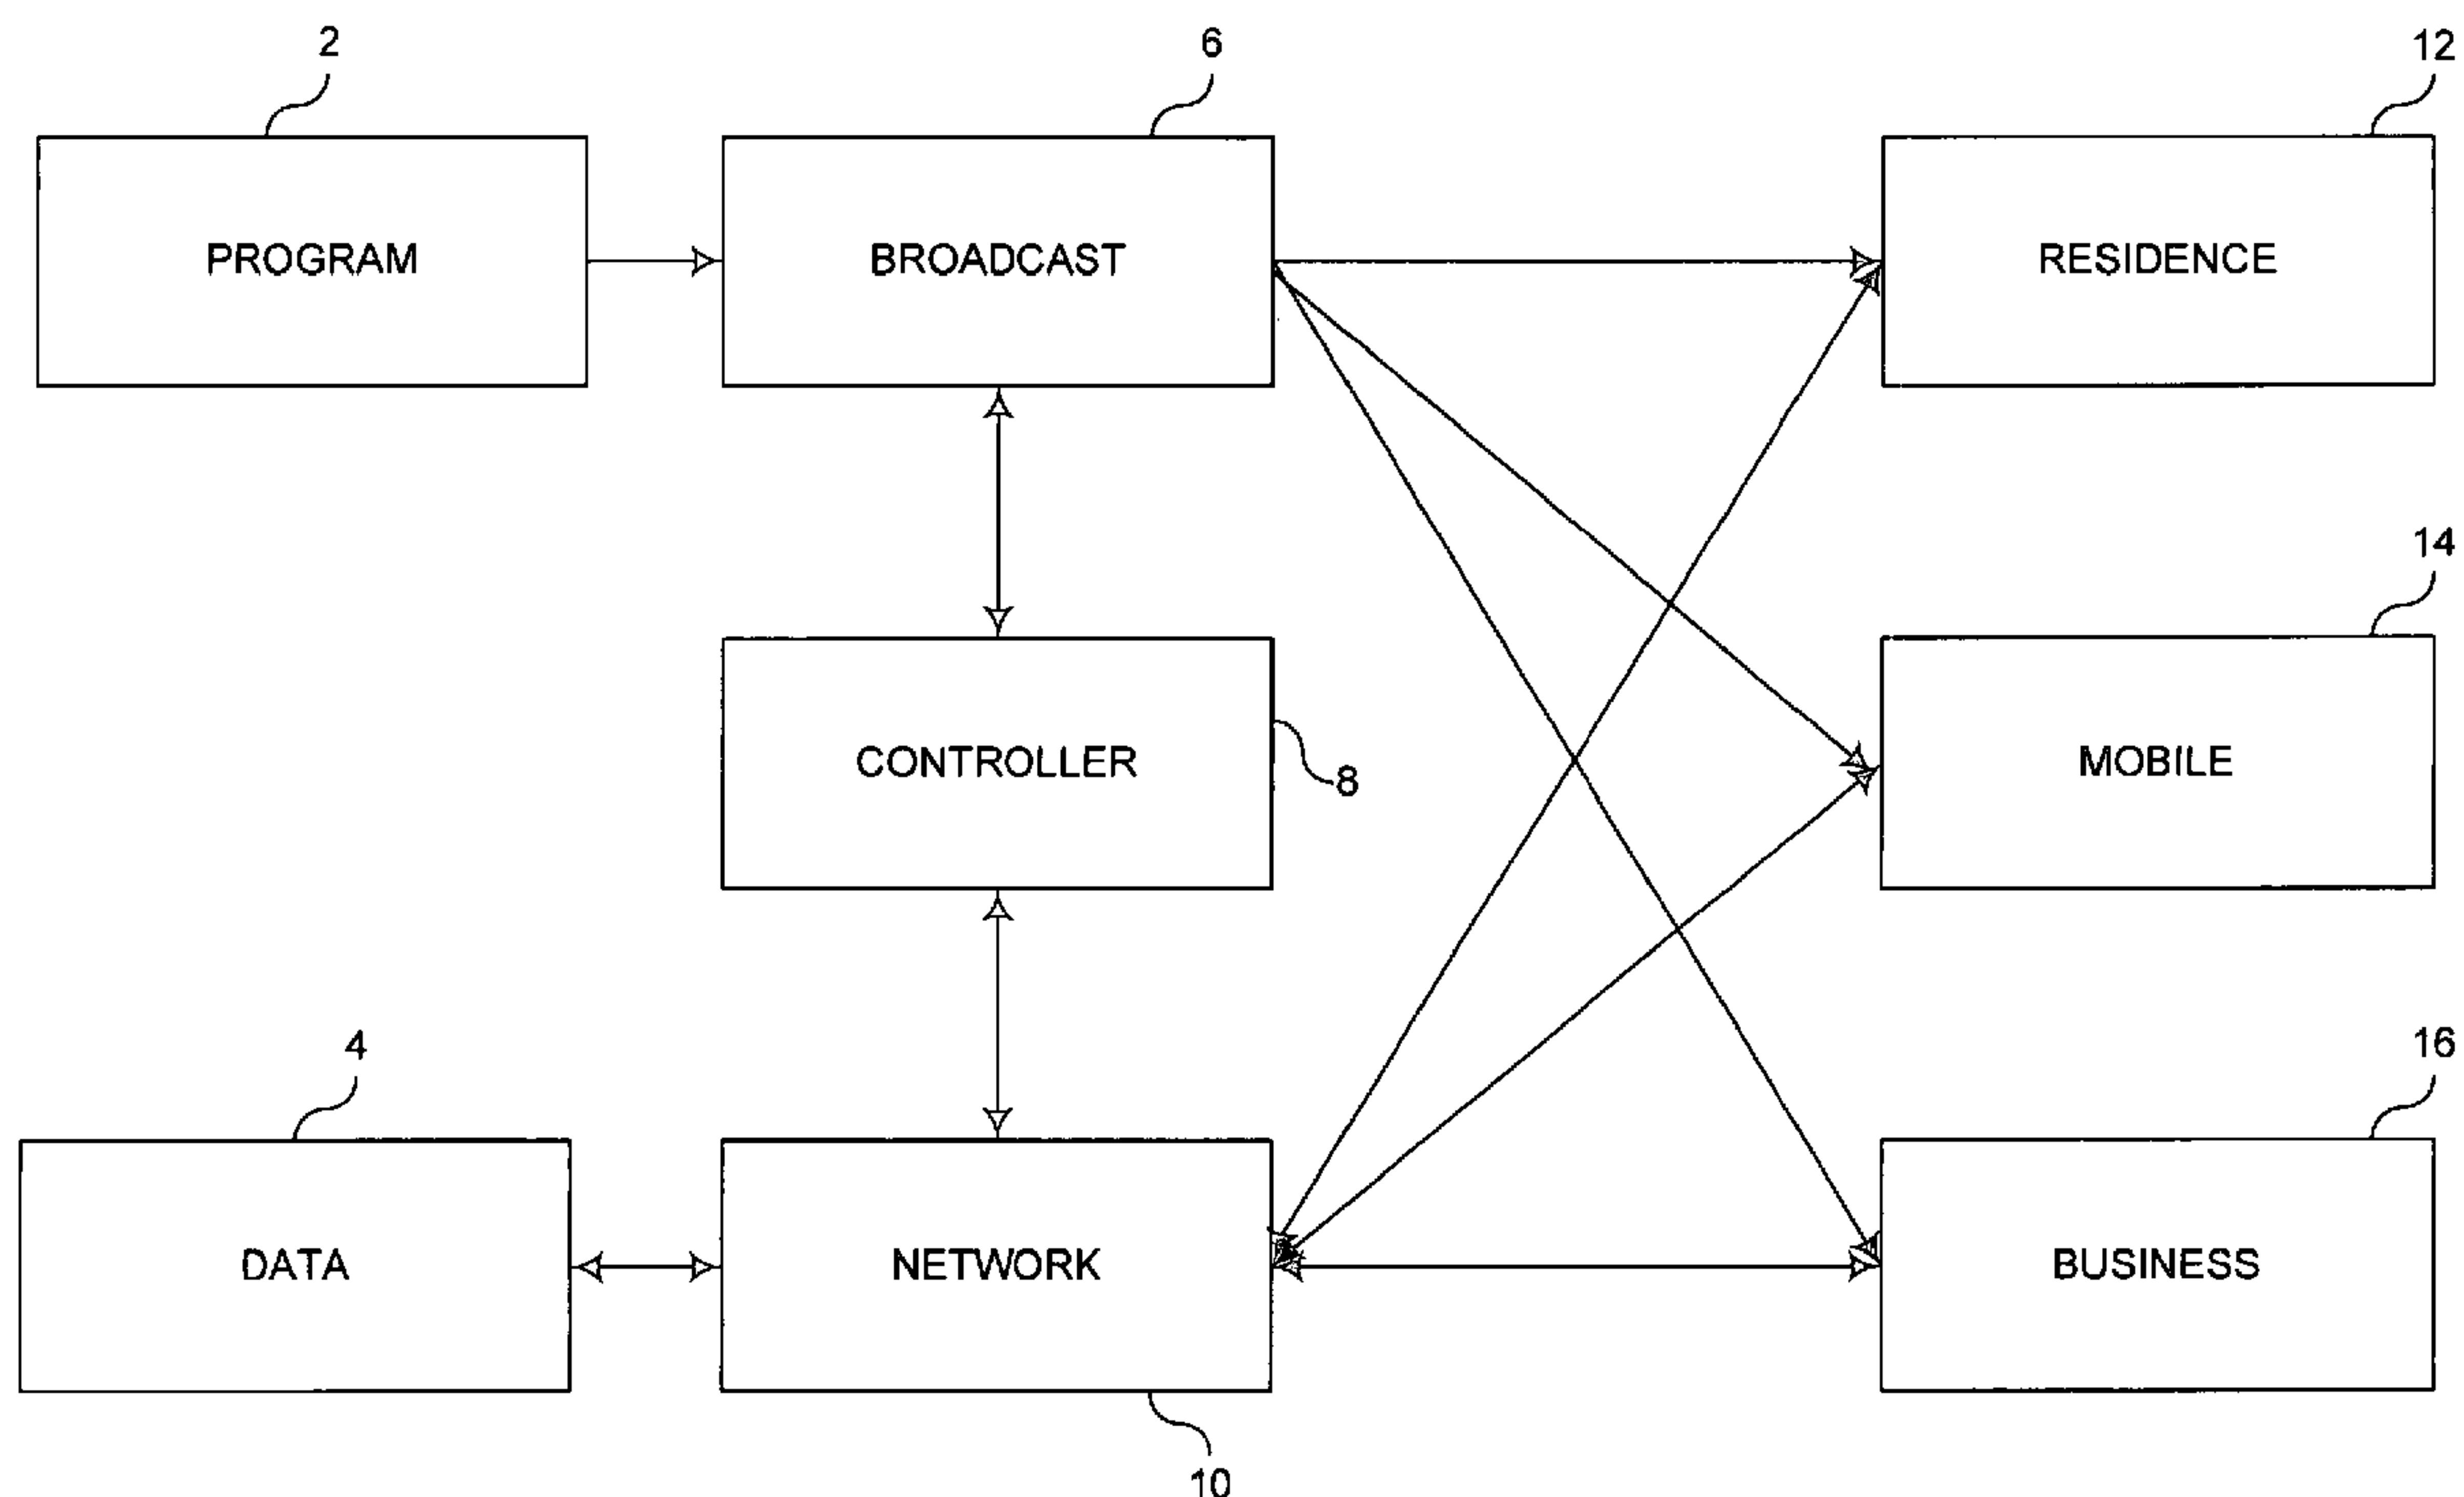 2
6
12
PROGRAM
BROADCAST
RESIDENCE
14
CONTROLLER
8
MOBILE
4
16
DATA
NETWORK
BUSINESS
10